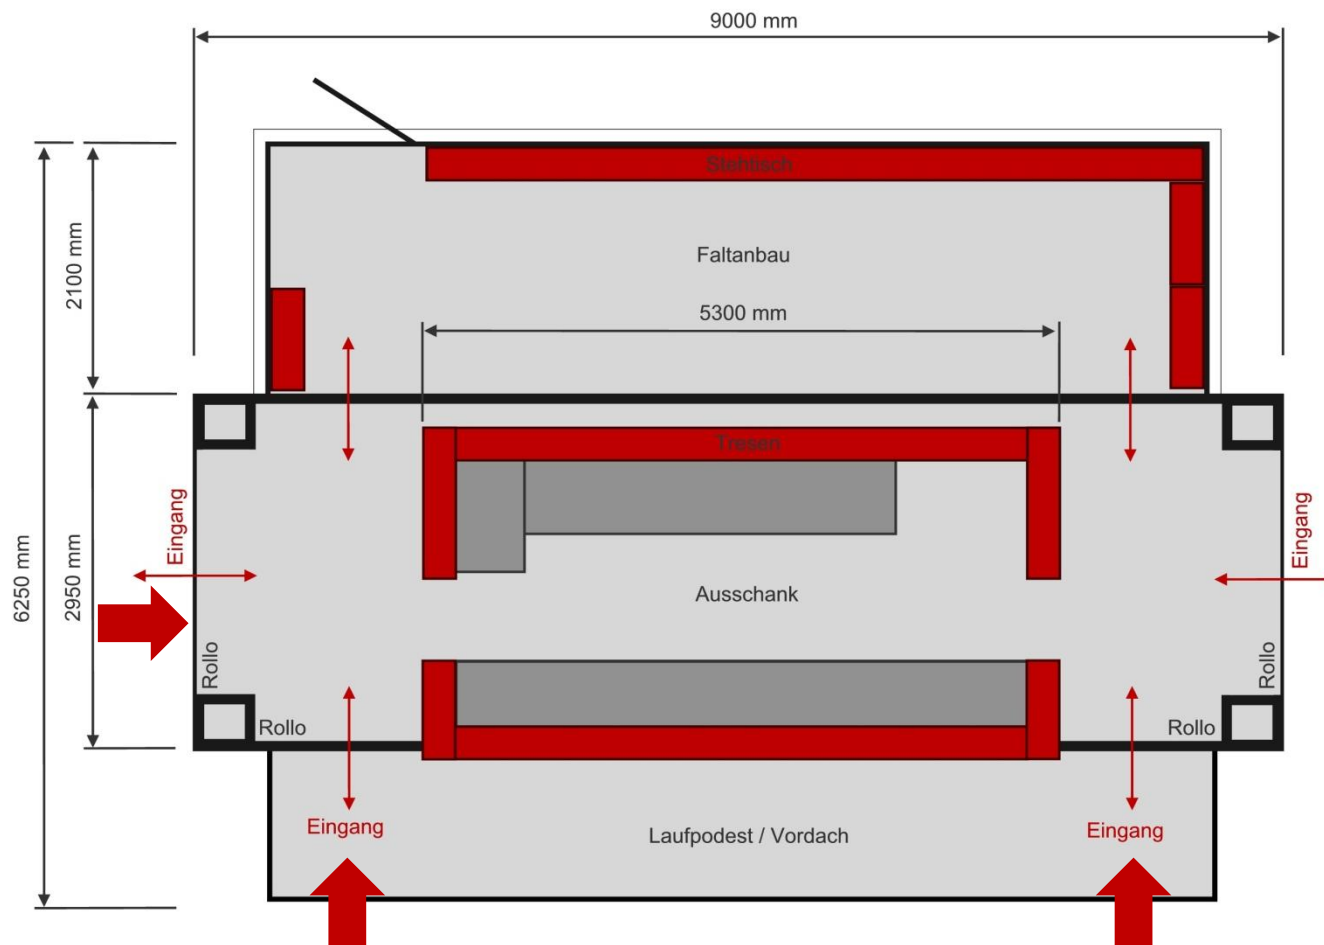 9000 mm
Stehtisch
2100 mm
Faltanbau
5300 mm
Tresen
Eingang
Eingang
6250 mm
2950 mm
Ausschank
Rollo
Rollo
Rollo
Rollo
Eingang
Laufpodest / Vordach
Eingang